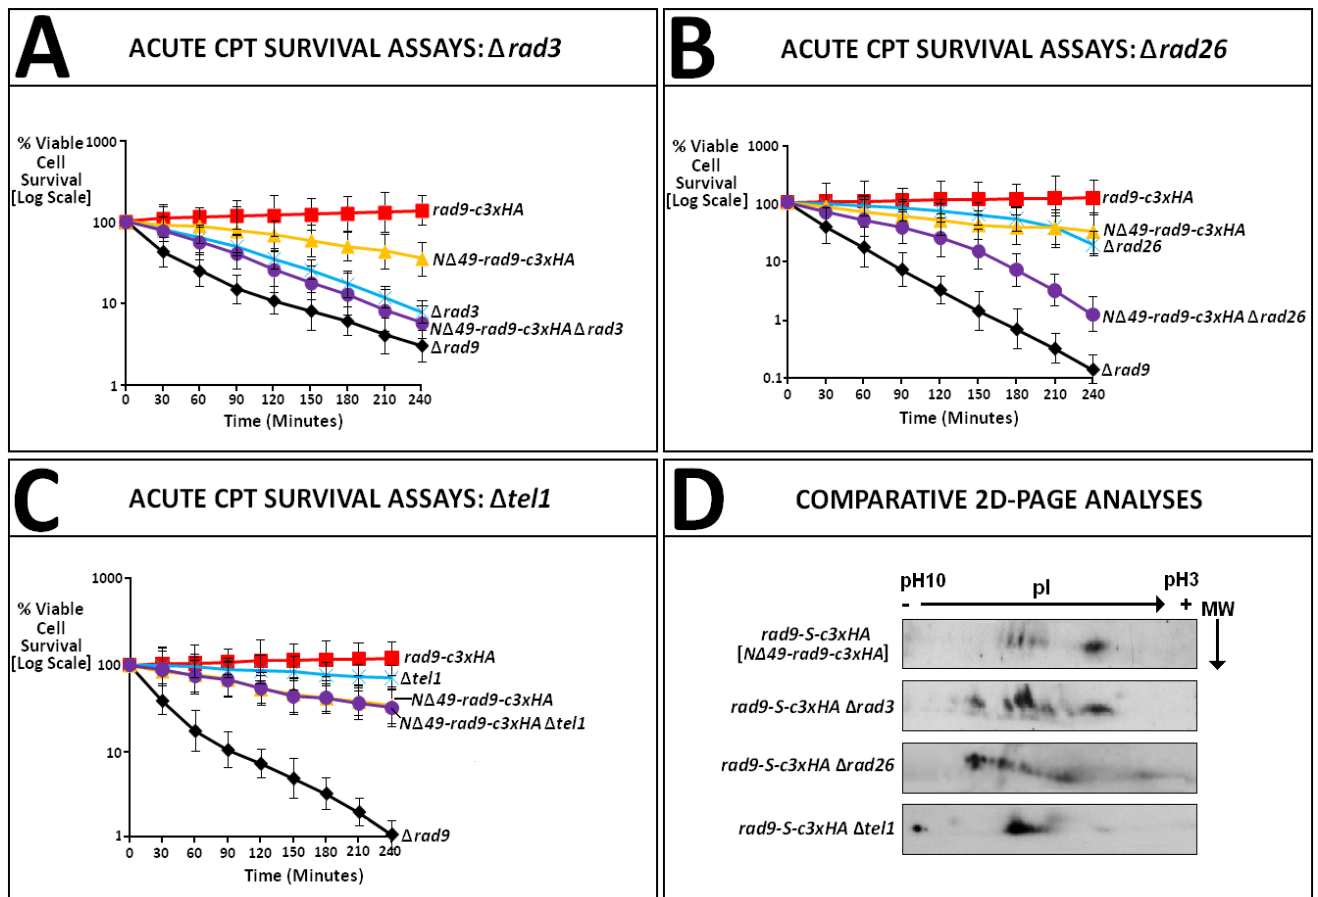 A
ACUTE CPT SURVIVAL ASSAYS: Δrad3
% Viable
Cell
Survival
[Log Scale]
1000
100
10
1
0 30 60 90 120 150 180 210 240
Time (Minutes)
rad9-c3xHA
NΔ49-rad9-c3xHA
Δrad3
NΔ49-rad9-c3xHA Δrad3
Δrad9
B
ACUTE CPT SURVIVAL ASSAYS: Δrad26
% Viable
Cell
Survival
[Log Scale]
1000
100
10
1
0.1
0 30 60 90 120 150 180 210 240
Time (Minutes)
rad9-c3xHA
NΔ49-rad9-c3xHA
Δrad26
NΔ49-rad9-c3xHA Δrad26
Δrad9
C
ACUTE CPT SURVIVAL ASSAYS: Δtel1
% Viable
Cell
Survival
[Log Scale]
1000
100
10
1
0 30 60 90 120 150 180 210 240
Time (Minutes)
rad9-c3xHA
Δtel1
NΔ49-rad9-c3xHA
NΔ49-rad9-c3xHA Δtel1
Δrad9
D
COMPARATIVE 2D-PAGE ANALYSES
pH10 pI pH3
- + MW
rad9-S-c3xHA
[NΔ49-rad9-c3xHA]
rad9-S-c3xHA Δrad3
rad9-S-c3xHA Δrad26
rad9-S-c3xHA Δtel1